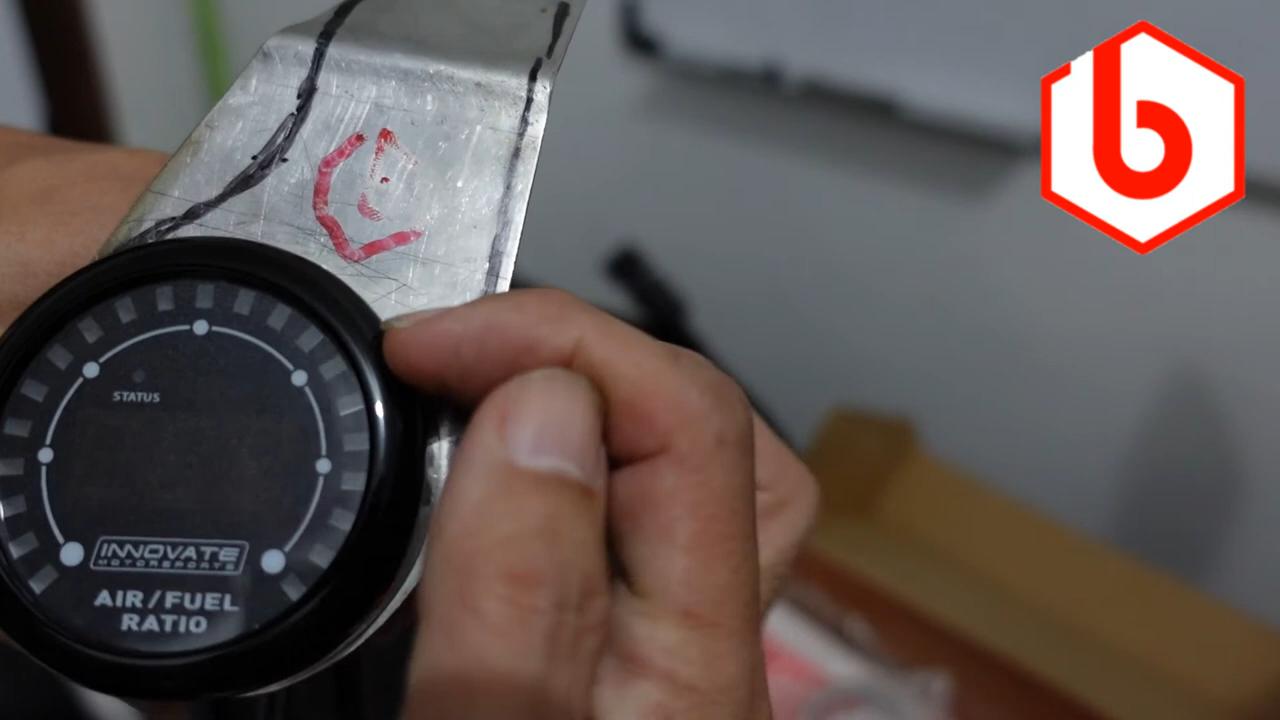 b
STATUS
INNOVATE
MOTORSPORTS
AIR/FUEL
RATIO